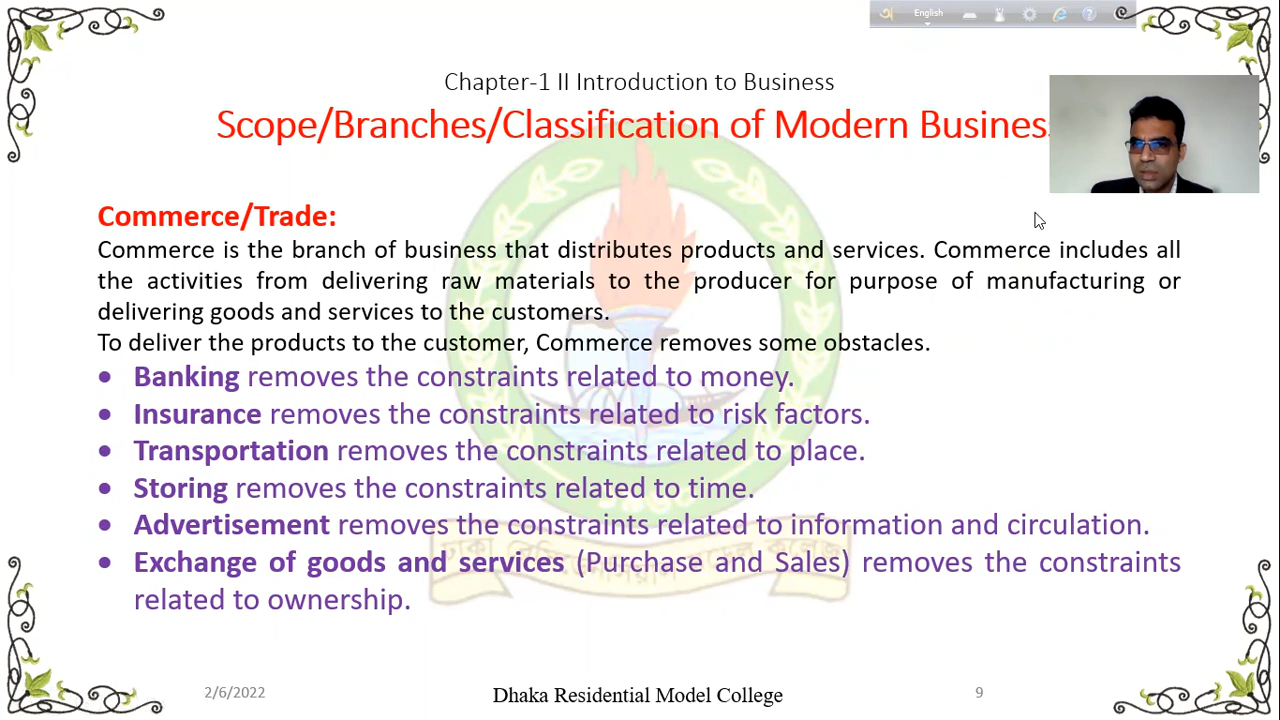 English
Chapter-1 II Introduction to Business
Scope/Branches/Classification of Modern Busines
Commerce/Trade:
Commerce is the branch of business that distributes products and services. Commerce includes all
the activities from delivering raw materials to the producer for purpose of manufacturing or
delivering goods and services to the customers.
To deliver the products to the customer, Commerce removes some obstacles.
• Banking removes the constraints related to money.
• Insurance removes the constraints related to risk factors.
• Transportation removes the constraints related to place.
• Storing removes the constraints related to time.
• Advertisement removes the constraints related to information and circulation.
• Exchange of goods and services (Purchase and Sales) removes the constraints
related to ownership.
2/6/2022
Dhaka Residential Model College
9